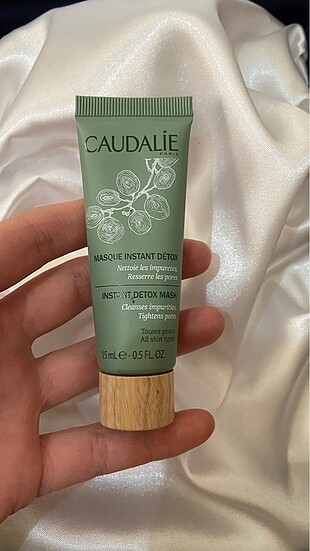 CAUDALÍE
PARIS
MASQUE INSTANT DÉTOX
Nettoie les impuretés,
Resserre les pores
INSTANT DETOX MASK
Cleanses impurities,
Tightens pores
Toutes peaux
All skin types
15 mL ℮ - 0.5 FL. OZ.